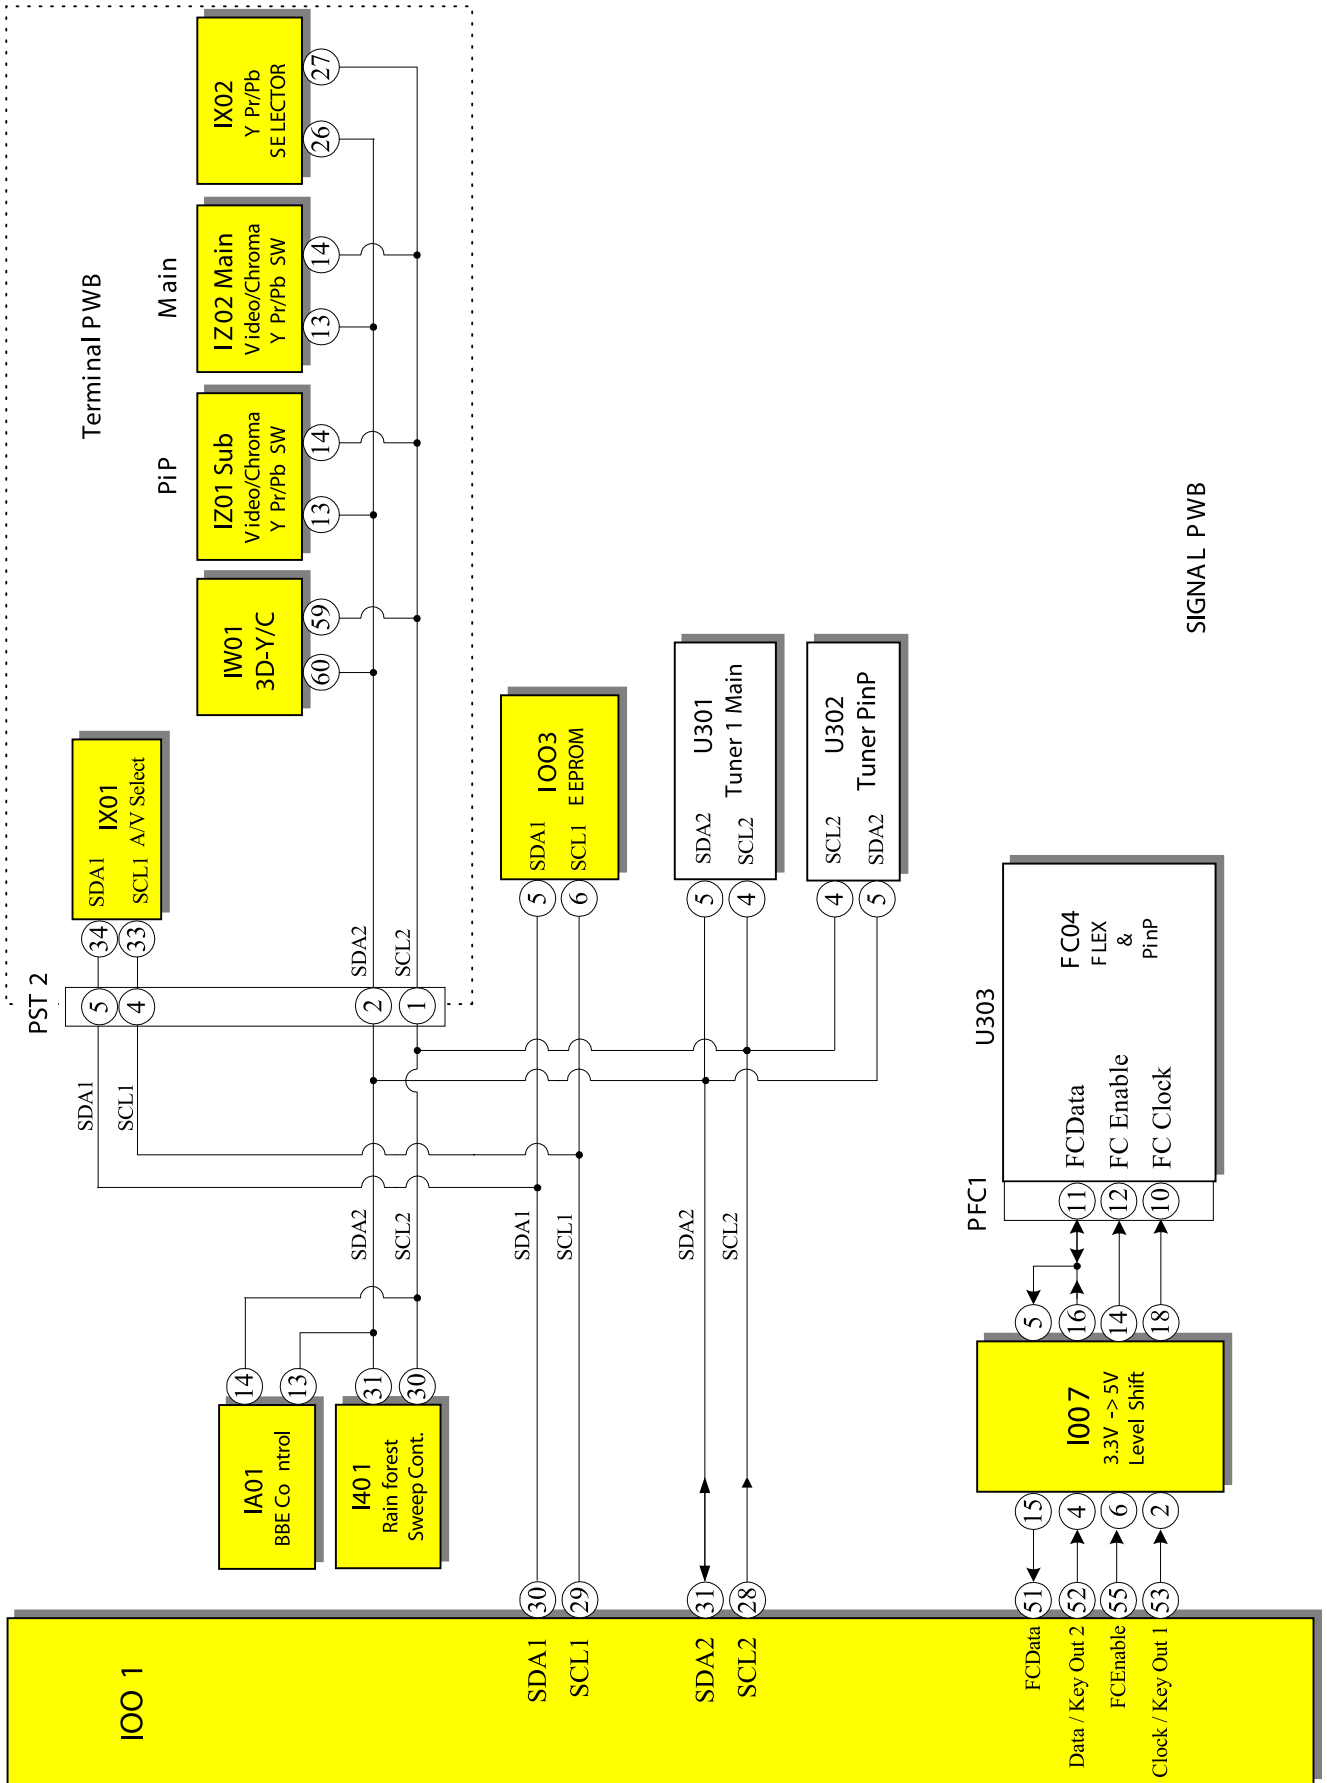 IOO 1
SDA1
SCL1
SDA2
SCL2
FCData
Data / Key Out 2
FCEnable
Clock / Key Out 1
30
29
31
28
51
52
55
53
15
4
6
2
I007
3.3V -> 5V
Level Shift
5
16
14
18
PFC1
11
12
10
FCData
FC Enable
FC Clock
U303
FC04
FLEX
&
PinP
SIGNAL PWB
IA01
BBE Co ntrol
14
13
I401
Rain forest
Sweep Cont.
31
30
SDA2
SCL2
SDA1
SCL1
SDA2
SCL2
SDA1
SCL1
PST 2
5
4
2
1
34
33
SDA1
SCL1
IX01
A/V Select
SDA2
SCL2
5
6
SDA1
SCL1
IOO3
E EPROM
5
4
SDA2
SCL2
U301
Tuner 1 Main
4
5
SCL2
SDA2
U302
Tuner PinP
IW01
3D-Y/C
60
59
PiP
IZ01 Sub
Video/Chroma
Y Pr/Pb SW
13
14
Terminal PWB
Main
IZ02 Main
Video/Chroma
Y Pr/Pb SW
13
14
IX02
Y Pr/Pb
SELECTOR
26
27